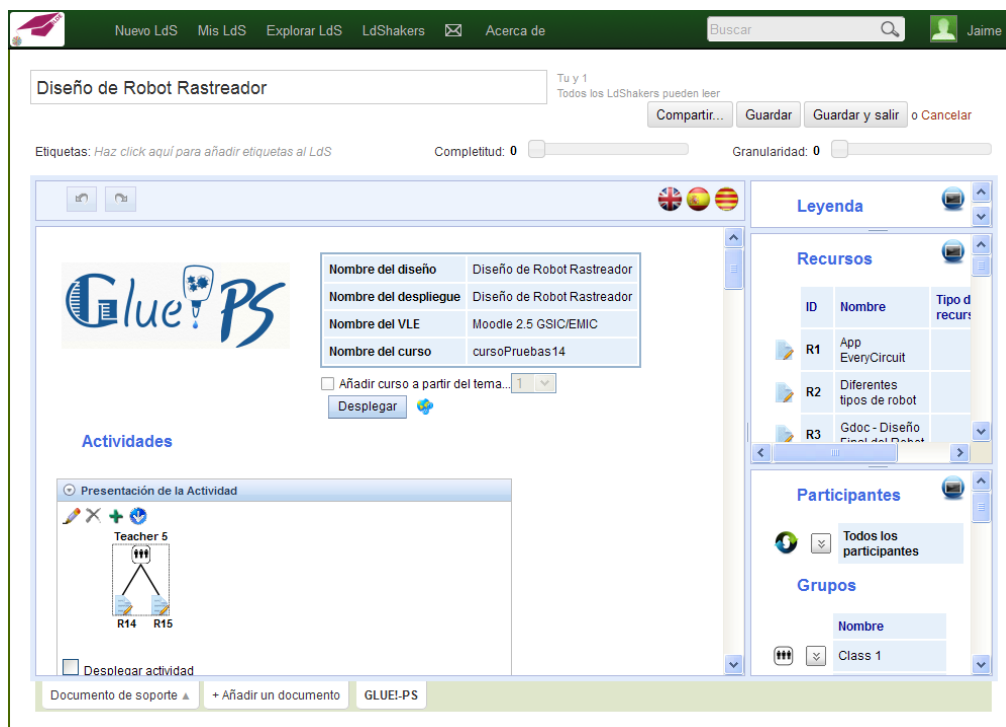 Nuevo LdS Mis LdS Explorar LdS LdShakers Acerca de Buscar Jaime
Diseño de Robot Rastreador
Tu y 1
Todos los LdShakers pueden leer
Compartir... Guardar Guardar y salir o Cancelar
Etiquetas: Haz click aquí para añadir etiquetas al LdS Completitud: 0 Granularidad: 0
Glue!PS
Nombre del diseño Diseño de Robot Rastreador
Nombre del despliegue Diseño de Robot Rastreador
Nombre del VLE Moodle 2.5 GSIC/EMIC
Nombre del curso cursoPruebas14
Añadir curso a partir del tema... 1
Desplegar
Actividades
Presentación de la Actividad
Teacher 5
R14 R15
Desplegar actividad
Leyenda
Recursos
ID Nombre Tipo d
recurs
R1 App
EveryCircuit
R2 Diferentes
tipos de robot
R3 Gdoc - Diseño
Final del Robot
Participantes
Todos los
participantes
Grupos
Nombre
Class 1
Documento de soporte ▲ + Añadir un documento GLUE!-PS